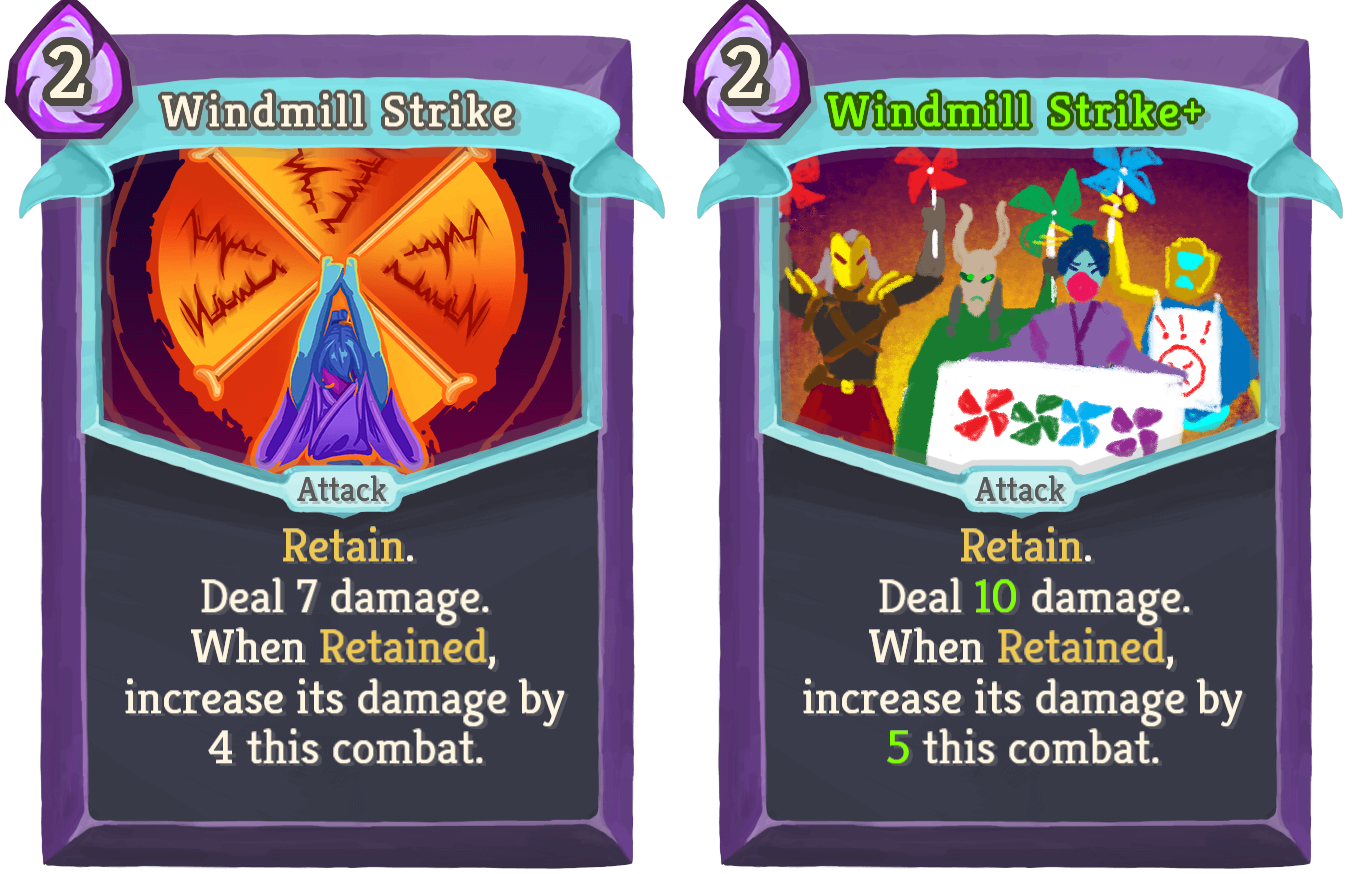 2
Windmill Strike
Attack
Retain.
Deal 7 damage.
When Retained,
increase its damage by
4 this combat.
2
Windmill Strike+
! ! !
Attack
Retain.
Deal 10 damage.
When Retained,
increase its damage by
5 this combat.